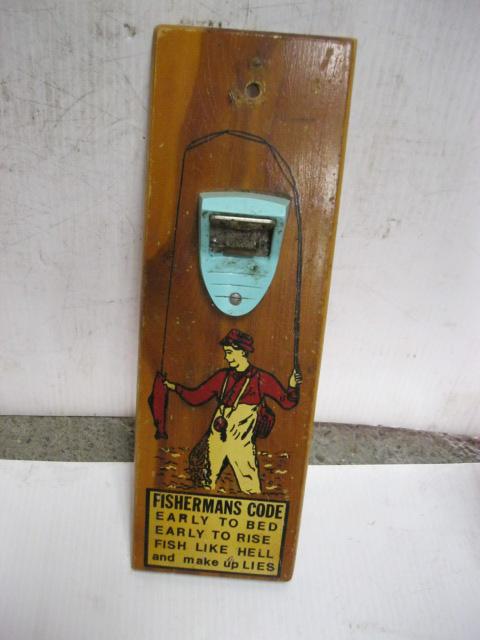 FISHERMANS CODE
EARLY TO BED
EARLY TO RISE
FISH LIKE HELL
and make up LIES